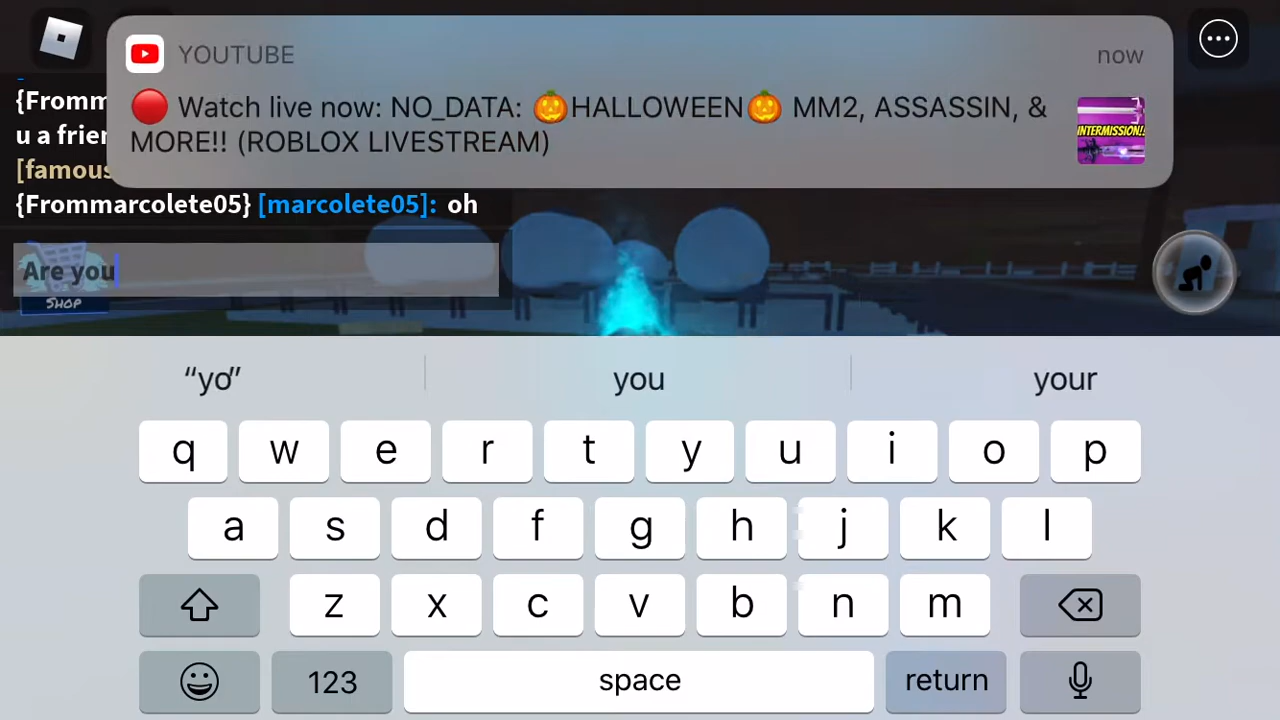 YOUTUBE
now
🔴 Watch live now: NO_DATA: 🎃HALLOWEEN🎃 MM2, ASSASSIN, &
MORE!! (ROBLOX LIVESTREAM)
INTERMISSION!!
{Fromm
u a frien
[famous
{Frommarcolete05} [marcolete05]: oh
Are you
SHOP
“yo” you your
q w e r t y u i o p
a s d f g h j k l
z x c v b n m
123 space return